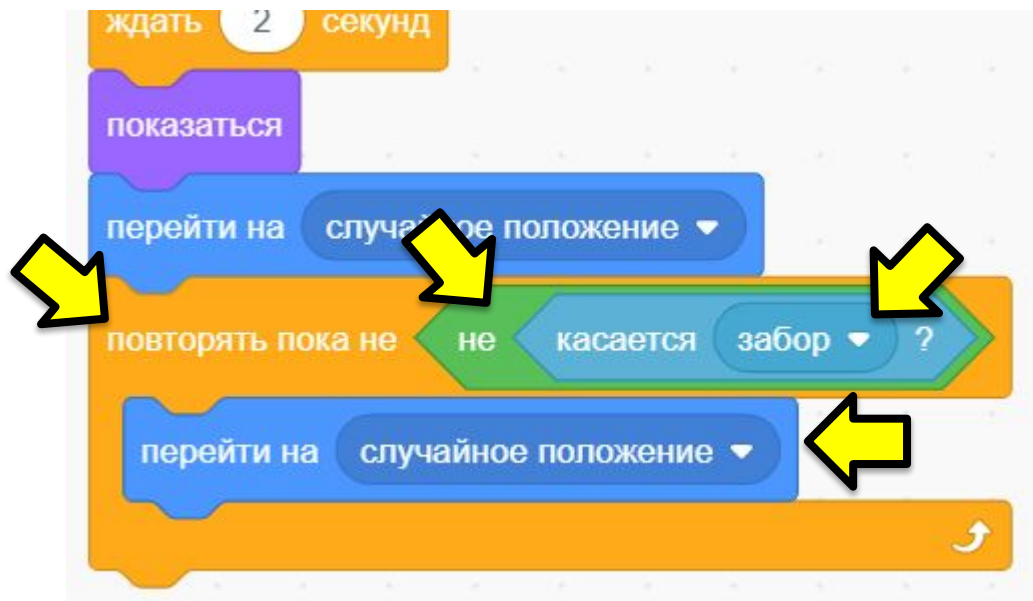 ждать 2 секунд
показаться
перейти на случайное положение
повторять пока не не касается забор ?
перейти на случайное положение